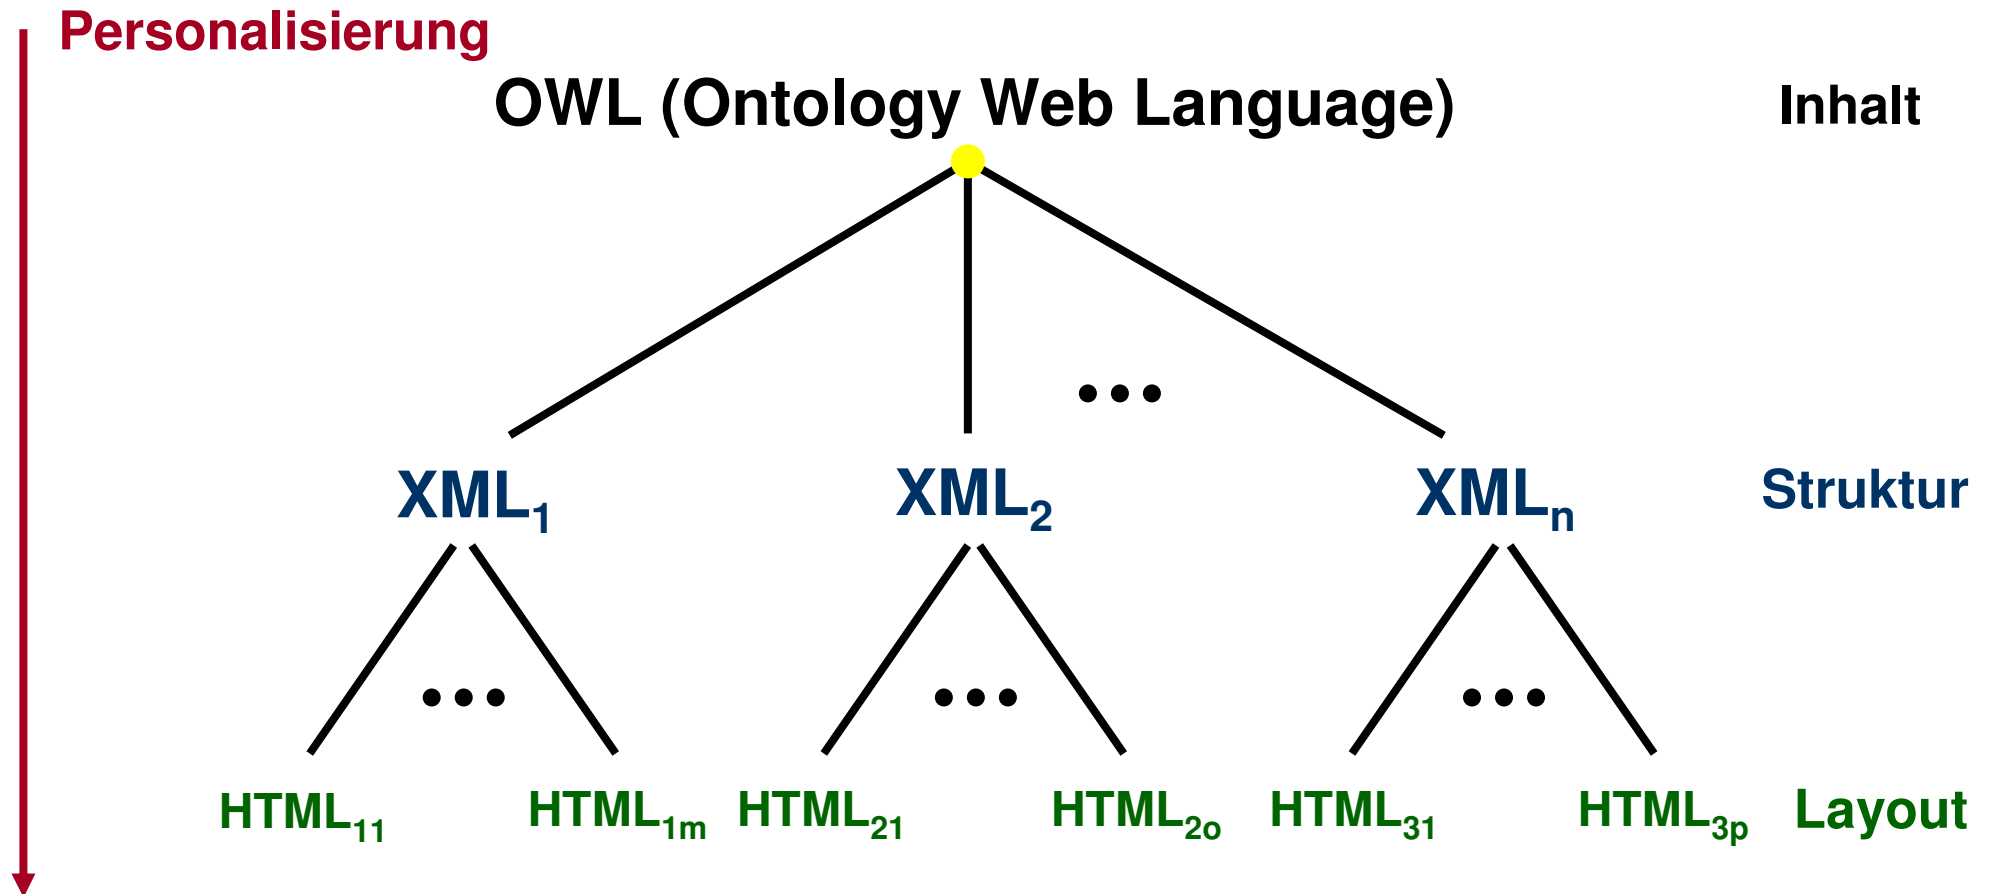 Personalisierung
OWL (Ontology Web Language) Inhalt
...
XML₁ XML₂ XMLₙ Struktur
... ... ...
HTML₁₁ HTML₁ₘ HTML₂₁ HTML₂ₒ HTML₃₁ HTML₃ₚ Layout